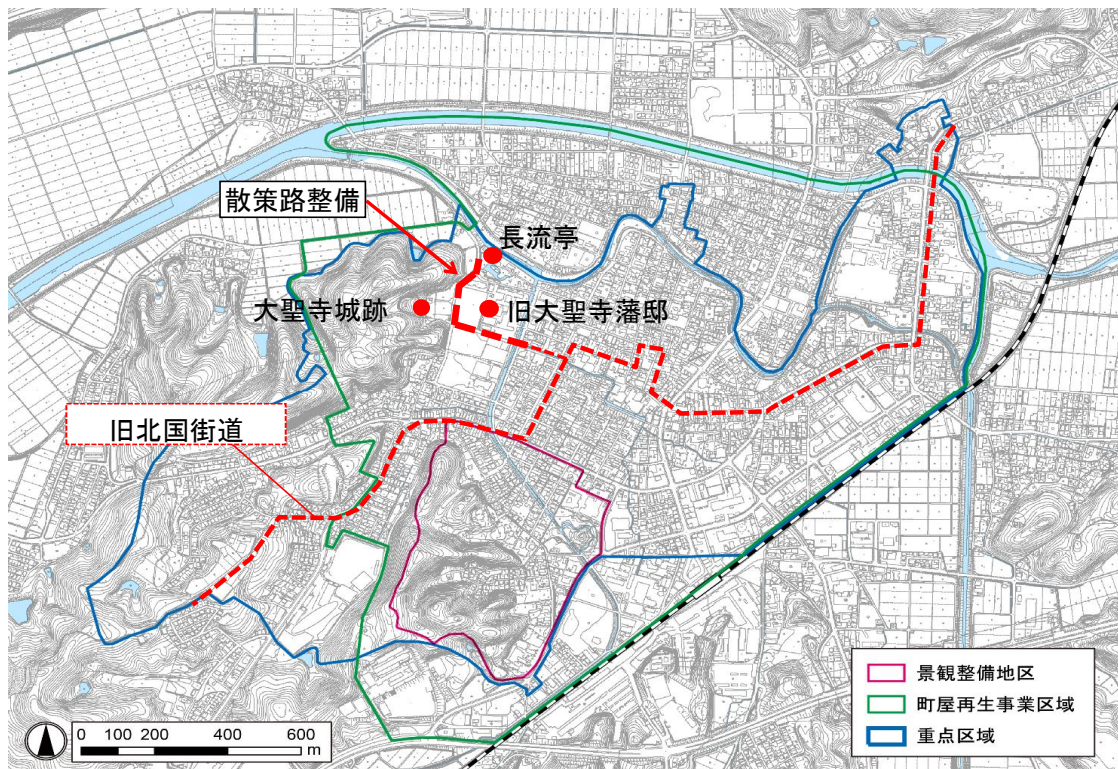 散策路整備
長流亭
大聖寺城跡
旧大聖寺藩邸
旧北国街道
景観整備地区
町屋再生事業区域
重点区域
0 100 200 400 600
m